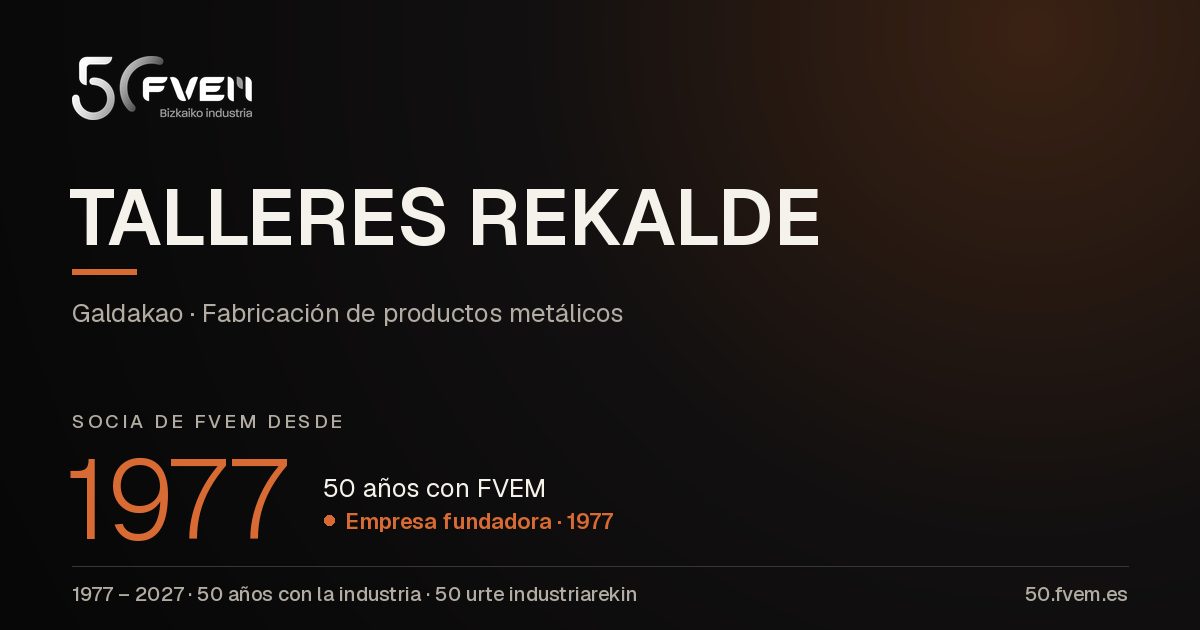 50 FVEM
Bizkaiko industria
TALLERES REKALDE
Galdakao · Fabricación de productos metálicos
SOCIA DE FVEM DESDE
1977
50 años con FVEM
Empresa fundadora · 1977
1977 – 2027 · 50 años con la industria · 50 urte industriarekin
50.fvem.es